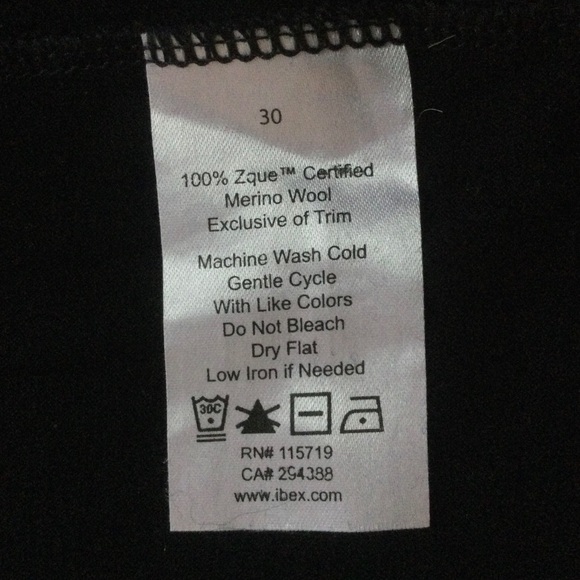 30
100% Zque™ Certified
Merino Wool
Exclusive of Trim
Machine Wash Cold
Gentle Cycle
With Like Colors
Do Not Bleach
Dry Flat
Low Iron if Needed
30C
RN# 115719
CA# 294388
www.ibex.com